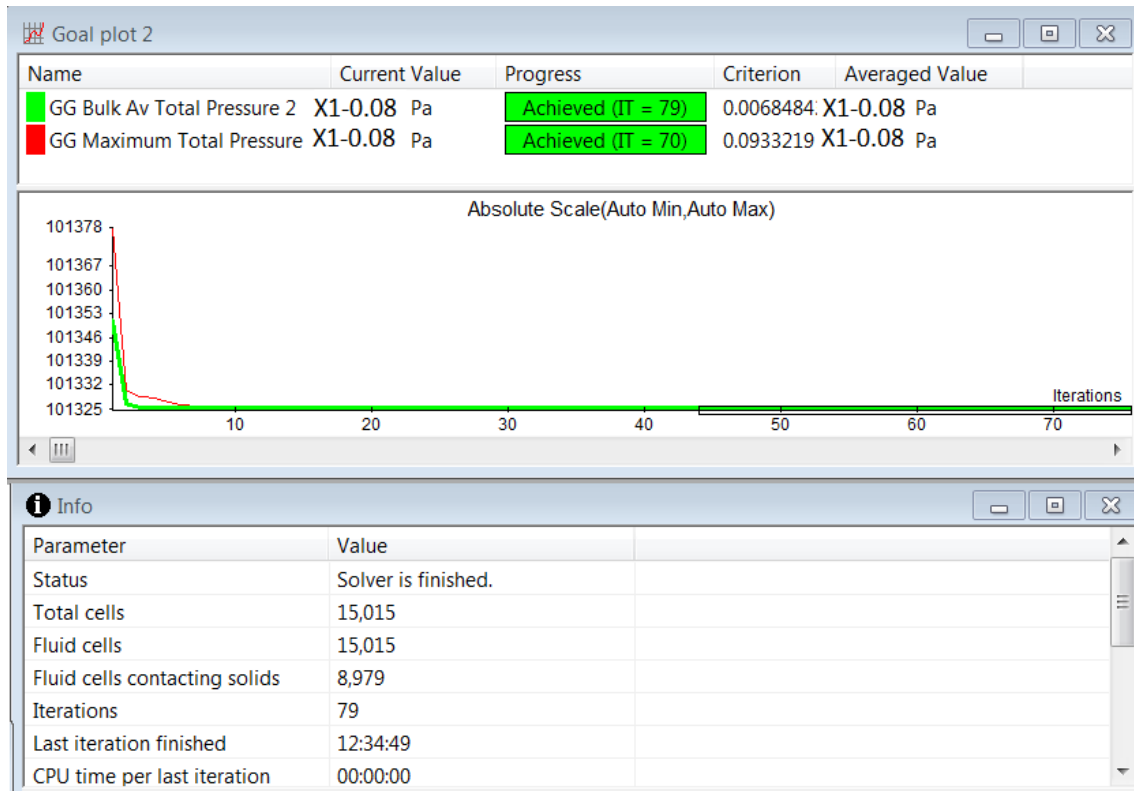 Goal plot 2
Name Current Value Progress Criterion Averaged Value
GG Bulk Av Total Pressure 2 X1-0.08 Pa Achieved (IT = 79) 0.0068484 X1-0.08 Pa
GG Maximum Total Pressure X1-0.08 Pa Achieved (IT = 70) 0.0933219 X1-0.08 Pa
Absolute Scale(Auto Min,Auto Max)
101378
101367
101360
101353
101346
101339
101332
101325
Iterations
10 20 30 40 50 60 70
Info
Parameter Value
Status Solver is finished.
Total cells 15,015
Fluid cells 15,015
Fluid cells contacting solids 8,979
Iterations 79
Last iteration finished 12:34:49
CPU time per last iteration 00:00:00